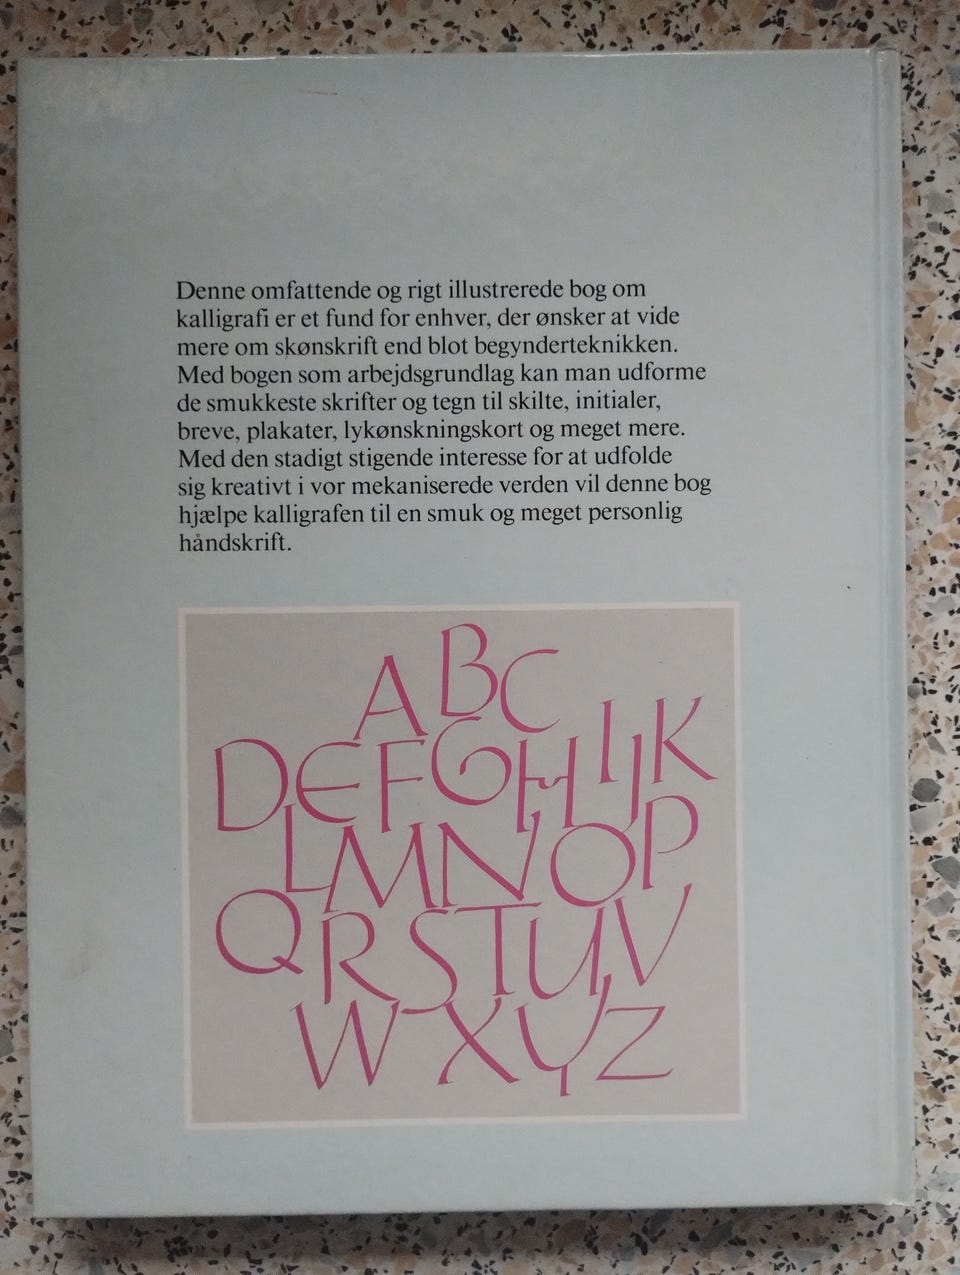 Denne omfattende og rigt illustrerede bog om
kalligrafi er et fund for enhver, der ønsker at vide
mere om skønskrift end blot begynderteknikken.
Med bogen som arbejdsgrundlag kan man udforme
de smukkeste skrifter og tegn til skilte, initialer,
breve, plakater, lykønskningskort og meget mere.
Med den stadigt stigende interesse for at udfolde
sig kreativt i vor mekaniserede verden vil denne bog
hjælpe kalligrafen til en smuk og meget personlig
håndskrift.
ABC
DEFGHIJK
LMNOP
QRSTUV
WXYZ